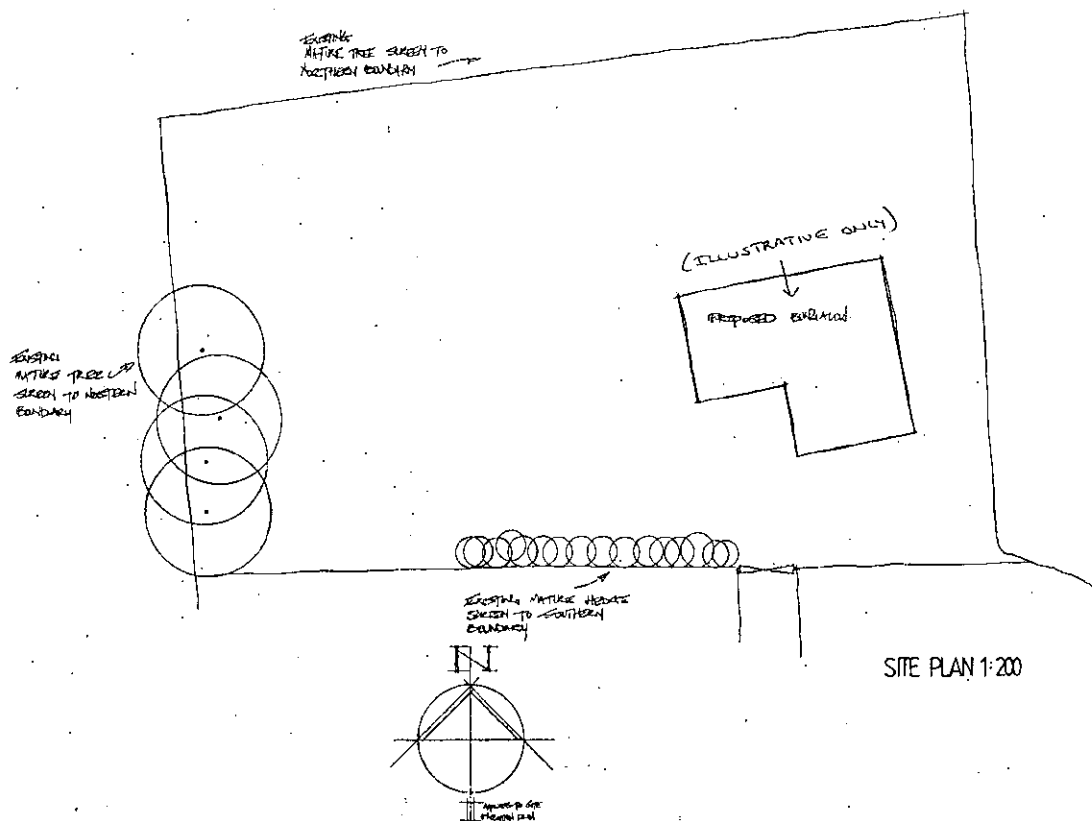 EXISTING
MATURE TREE SCREEN TO
NORTHERN BOUNDARY
(ILLUSTRATIVE ONLY)
PROPOSED BUNGALOW
EXISTING
MATURE TREE
SCREEN TO WESTERN
BOUNDARY
EXISTING MATURE HEDGE
SCREEN TO SOUTHERN
BOUNDARY
N
SITE PLAN 1:200